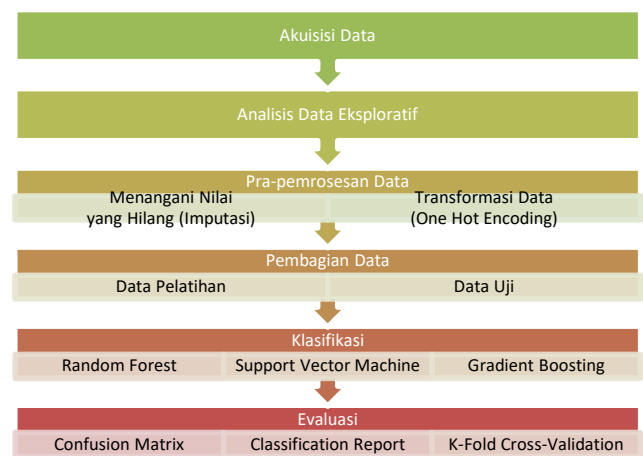 Akuisisi Data
Analisis Data Eksploratif
Pra-pemrosesan Data
Menangani Nilai
yang Hilang (Imputasi)
Transformasi Data
(One Hot Encoding)
Pembagian Data
Data Pelatihan
Data Uji
Klasifikasi
Random Forest
Support Vector Machine
Gradient Boosting
Evaluasi
Confusion Matrix
Classification Report
K-Fold Cross-Validation